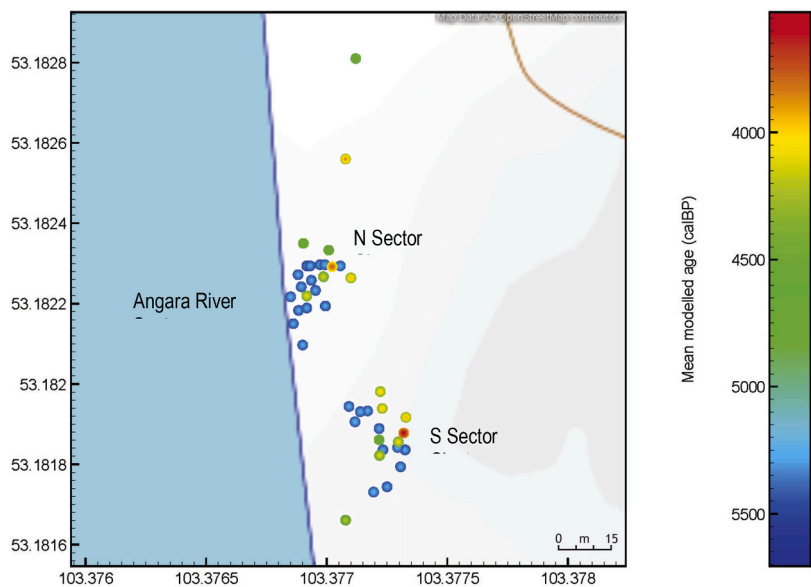 Map Data Â© OpenStreetMap contributors
53.1828
53.1826
53.1824
53.1822
53.182
53.1818
53.1816
N Sector
Angara River
S Sector
0 m 15
103.376
103.3765
103.377
103.3775
103.378
Mean modelled age (calBP)
4000
4500
5000
5500